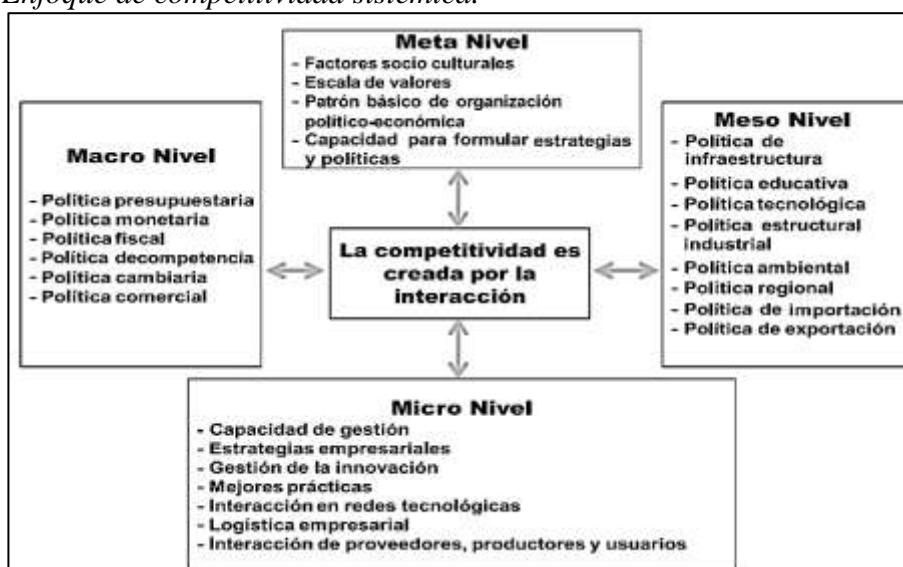 Enfoque de competitividad sistémica.
Meta Nivel
- Factores socio culturales
- Escala de valores
- Patrón básico de organización
político-económica
- Capacidad para formular estrategias
y políticas
Macro Nivel
- Política presupuestaria
- Política monetaria
- Política fiscal
- Política decompetencia
- Política cambiaria
- Política comercial
La competitividad es
creada por la
interacción
Meso Nivel
- Política de
infraestructura
- Política educativa
- Política tecnológica
- Política estructural
industrial
- Política ambiental
- Política regional
- Política de importación
- Política de exportación
Micro Nivel
- Capacidad de gestión
- Estrategias empresariales
- Gestión de la innovación
- Mejores prácticas
- Interacción en redes tecnológicas
- Logística empresarial
- Interacción de proveedores, productores y usuarios